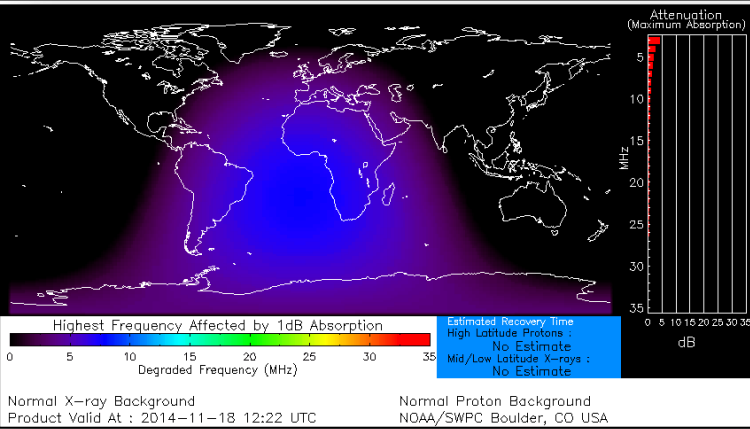 Attenuation
(Maximum Absorption)
5
10
15
20
25
30
35
MHz
0 5 10 15 20 25 30 35
dB
Highest Frequency Affected by 1dB Absorption
0 5 10 15 20 25 30 35
Degraded Frequency (MHz)
Estimated Recovery Time
High Latitude Protons :
No Estimate
Mid/Low Latitude X-rays :
No Estimate
Normal X-ray Background
Normal Proton Background
Product Valid At : 2014-11-18 12:22 UTC
NOAA/SWPC Boulder, CO USA